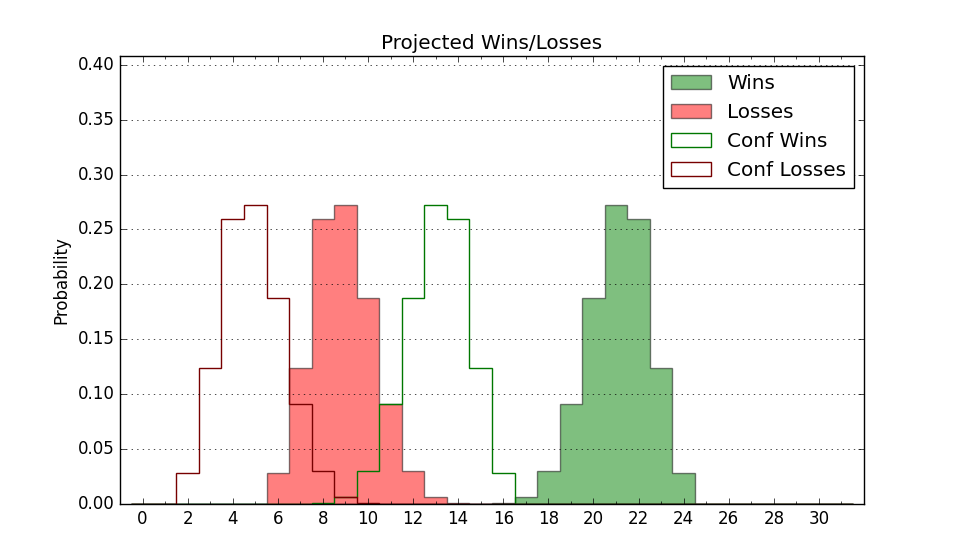 Projected Wins/Losses
0.40
0.35
0.30
0.25
0.20
0.15
0.10
0.05
0.00
Probability
Wins
Losses
Conf Wins
Conf Losses
0 2 4 6 8 10 12 14 16 18 20 22 24 26 28 30